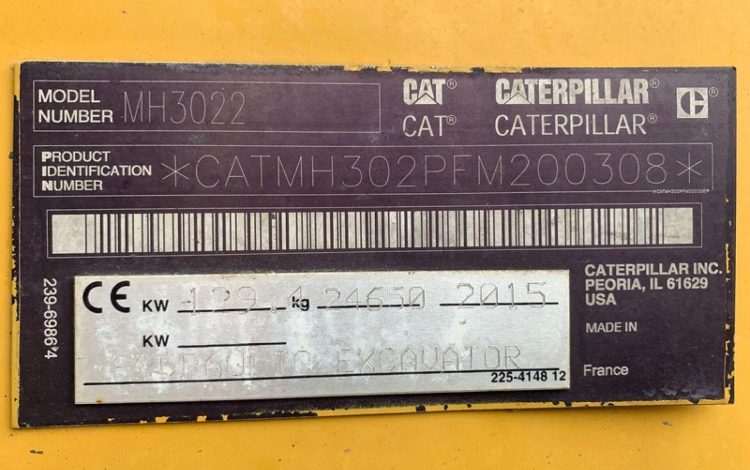 MODEL
NUMBER MH3022
CAT® CATERPILLAR® C®
CAT® CATERPILLAR®
PRODUCT
IDENTIFICATION
NUMBER
*CATMH302PFM200308*
*CATMH302PFM200308*
239-6986 4
CE KW 129.4 kg 24650 2015
KW
HYDRAULIC EXCAVATOR
225-4148 12
CATERPILLAR INC.
PEORIA, IL 61629
USA
MADE IN
France